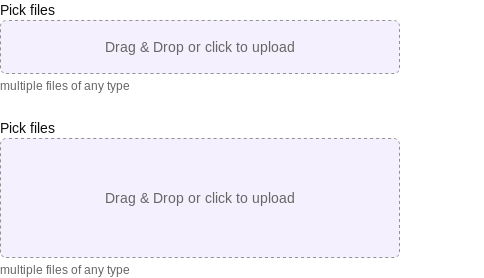 Pick files
Drag & Drop or click to upload
multiple files of any type
Pick files
Drag & Drop or click to upload
multiple files of any type